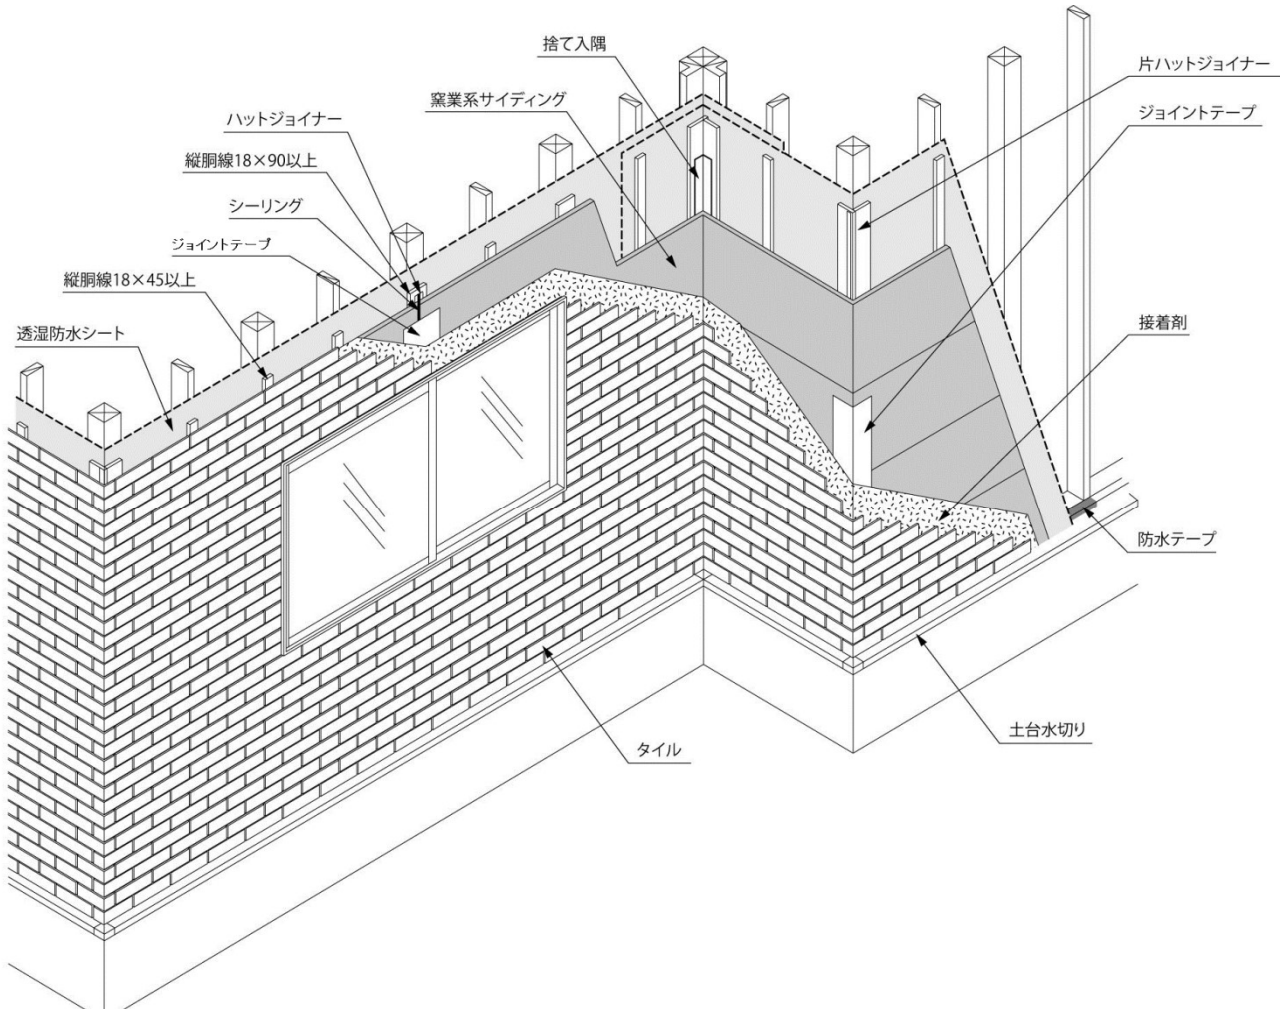 捨て入隅
片ハットジョイナー
窯業系サイディング
ジョイントテープ
ハットジョイナー
縦胴線18×90以上
シーリング
ジョイントテープ
縦胴線18×45以上
透湿防水シート
接着剤
防水テープ
土台水切り
タイル